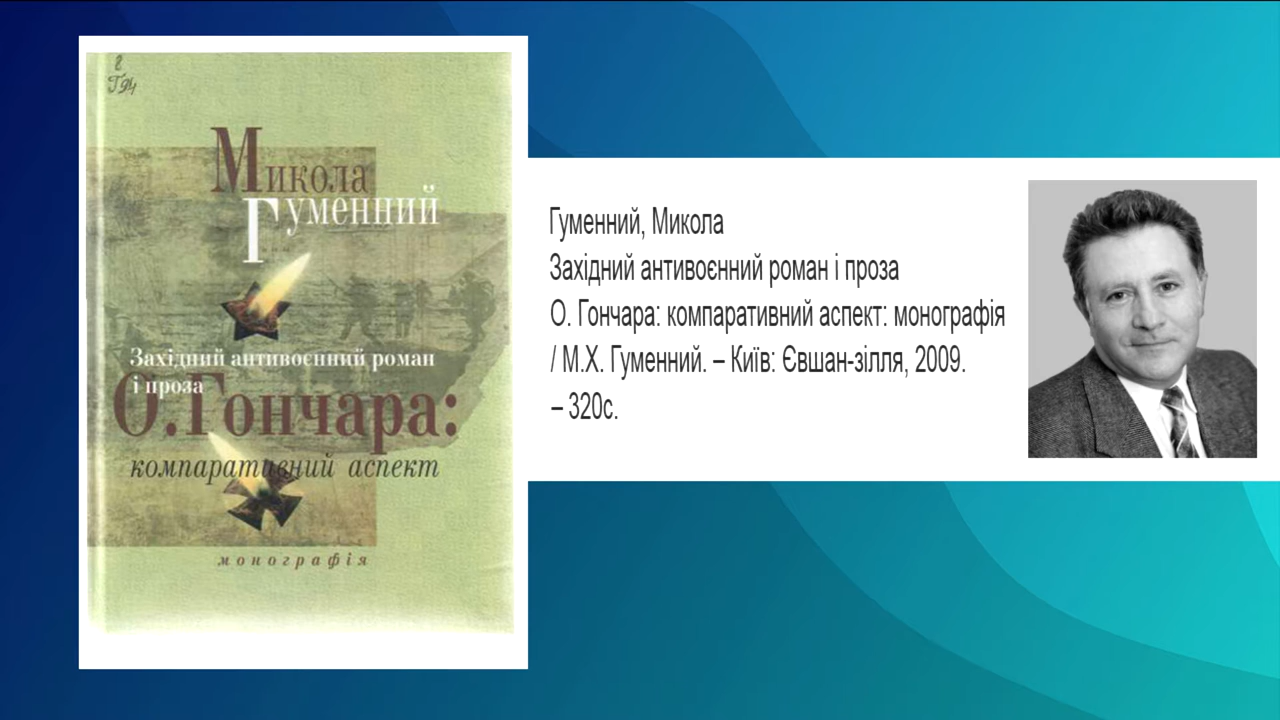 г
Г94
Микола
Гуменний
Західний антивоєнний роман
і проза
О.Гончара:
компаративний аспект
монографія
Гуменний, Микола
Західний антивоєнний роман і проза
О. Гончара: компаративний аспект: монографія
/ М.Х. Гуменний. – Київ: Євшан-зілля, 2009.
– 320с.